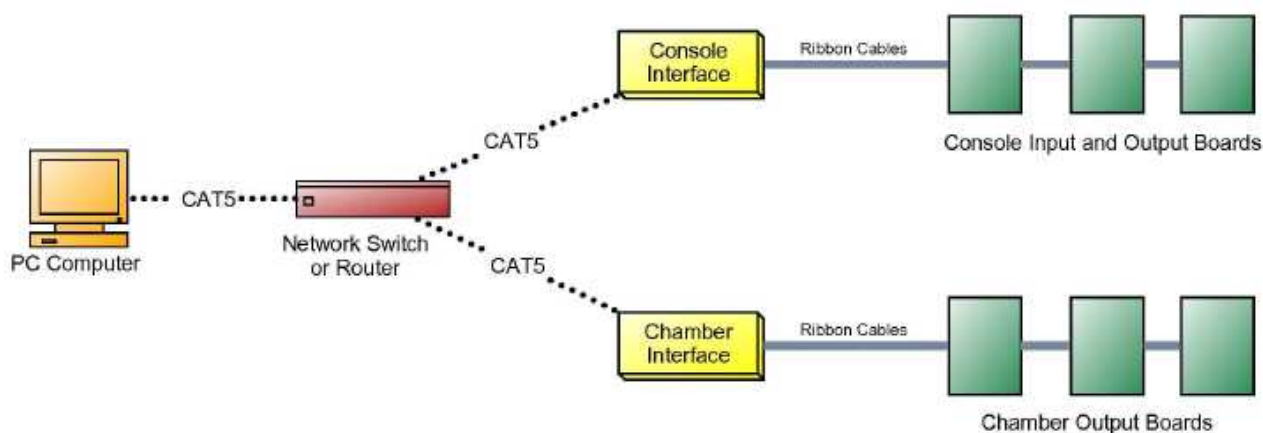 Console
Interface
Ribbon Cables
Console Input and Output Boards
CAT5
CAT5
PC Computer
Network Switch
or Router
CAT5
Chamber
Interface
Ribbon Cables
Chamber Output Boards